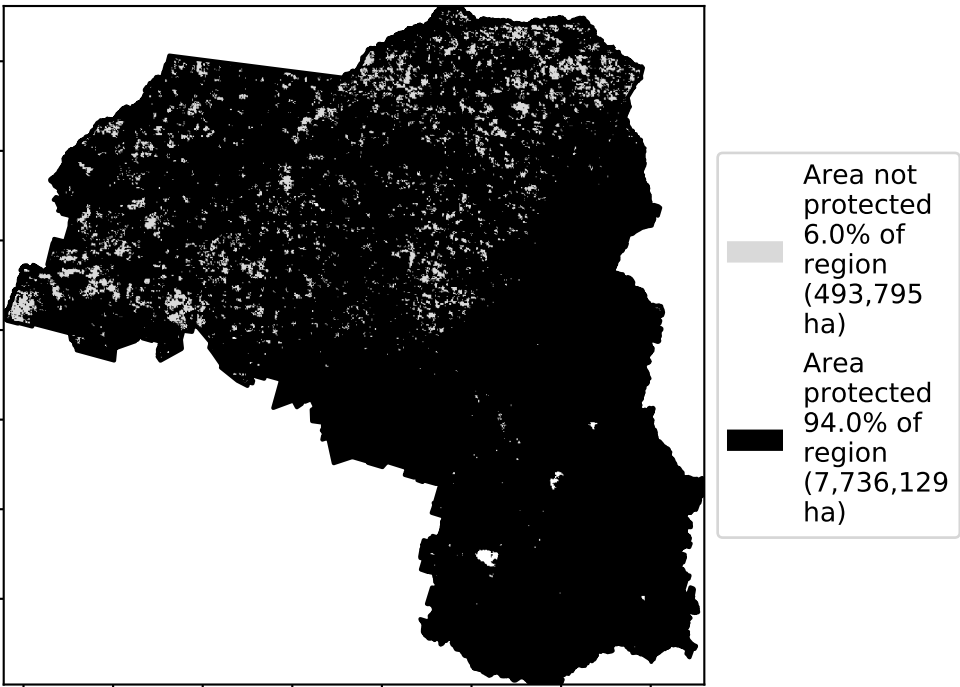 Area not
protected
6.0% of
region
(493,795
ha)
Area
protected
94.0% of
region
(7,736,129
ha)